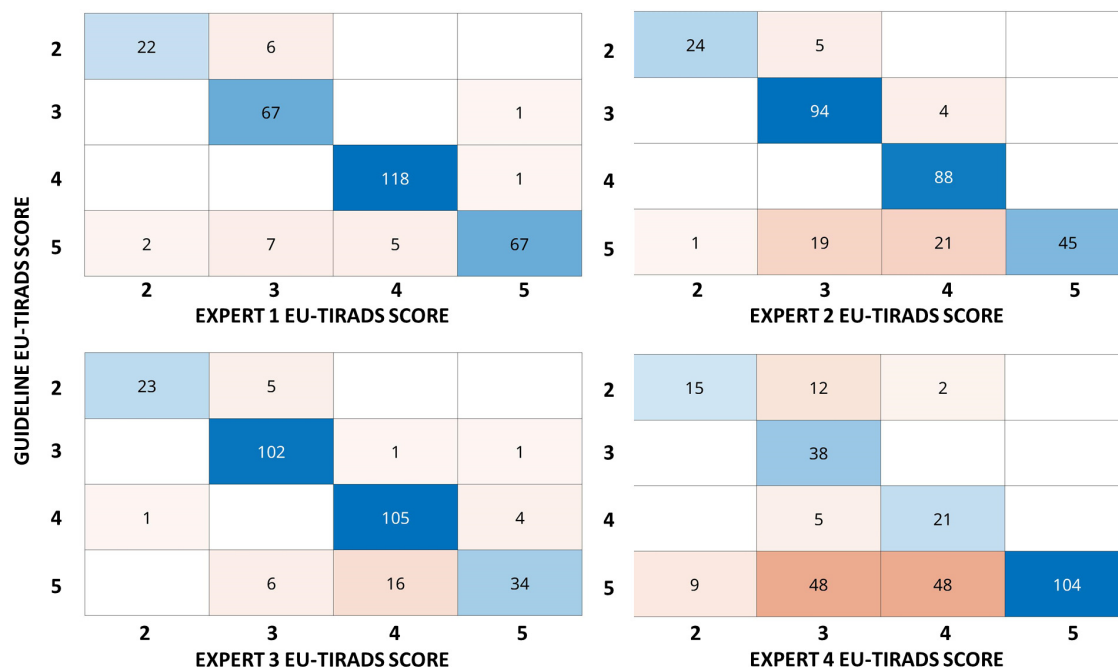 2 22 6
3 67 1
4 118 1
5 2 7 5 67
2 3 4 5
EXPERT 1 EU-TIRADS SCORE
2 24 5
3 94 4
4 88
5 1 19 21 45
2 3 4 5
EXPERT 2 EU-TIRADS SCORE
GUIDELINE EU-TIRADS SCORE
2 23 5
3 102 1 1
4 1 105 4
5 6 16 34
2 3 4 5
EXPERT 3 EU-TIRADS SCORE
2 15 12 2
3 38
4 5 21
5 9 48 48 104
2 3 4 5
EXPERT 4 EU-TIRADS SCORE